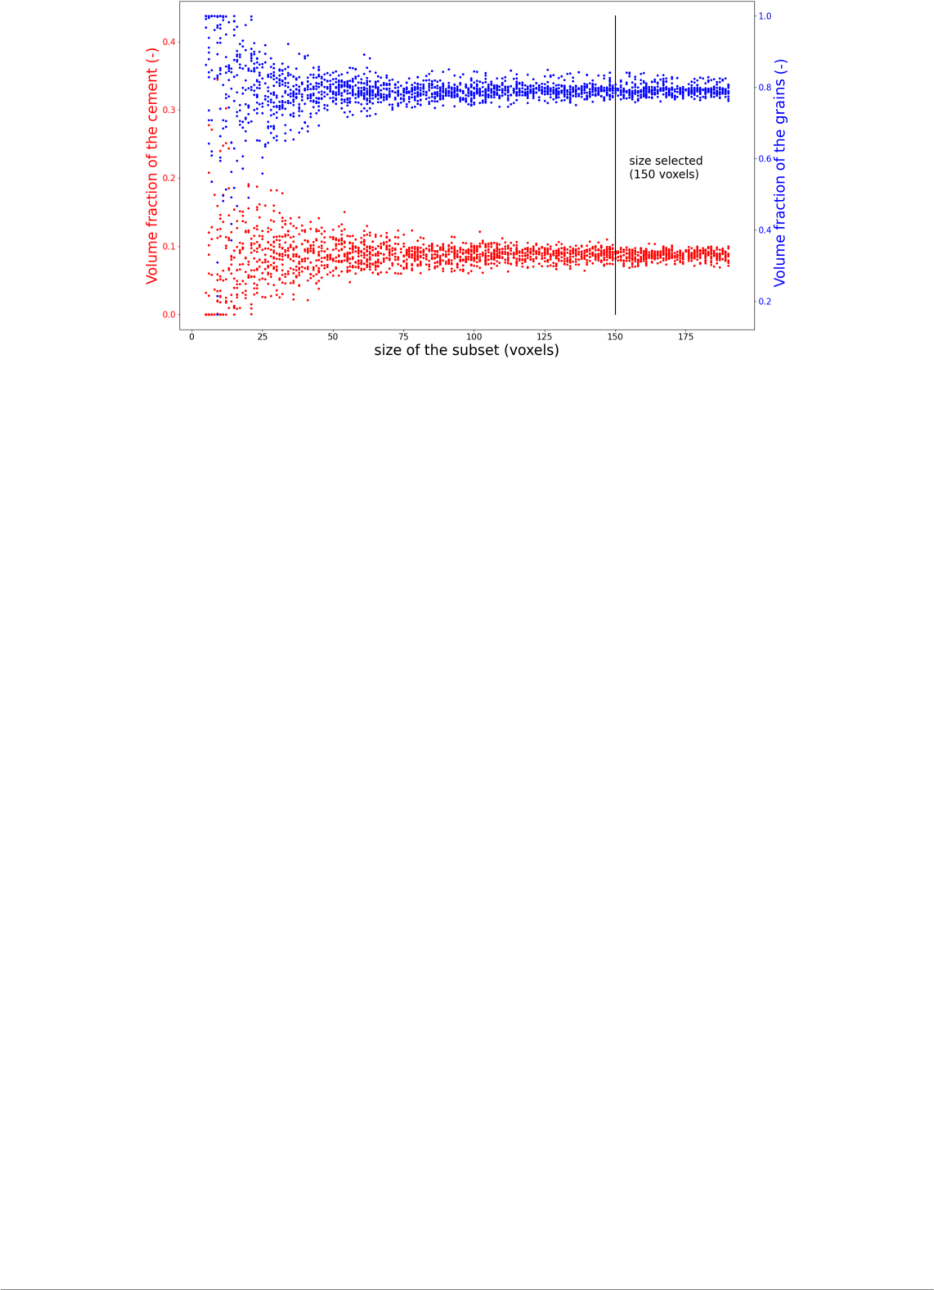 Volume fraction of the cement (-)
0.4
0.3
0.2
0.1
0.0
1.0
0.8
0.6
0.4
0.2
Volume fraction of the grains (-)
size selected
(150 voxels)
0 25 50 75 100 125 150 175
size of the subset (voxels)